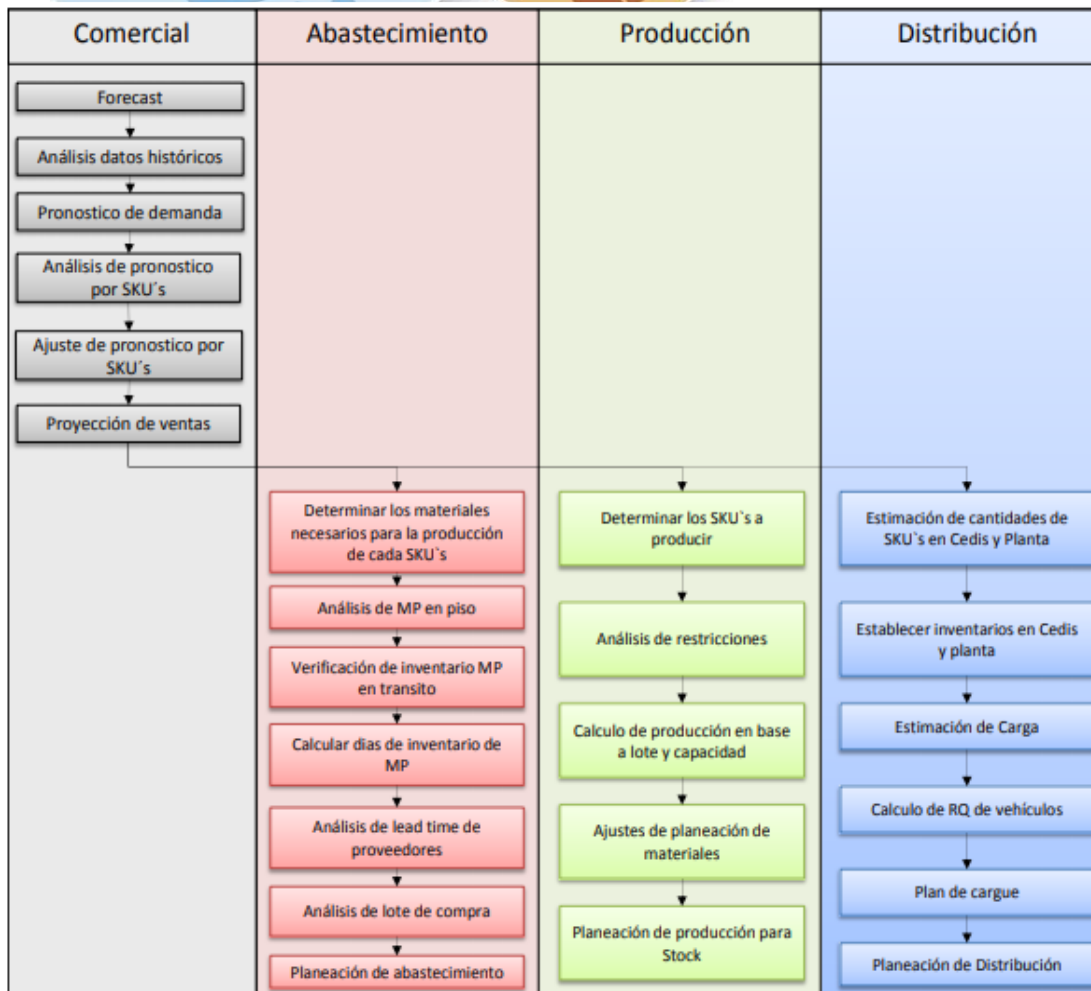 Comercial
Abastecimiento
Producción
Distribución
Forecast
Análisis datos históricos
Pronostico de demanda
Análisis de pronostico
por SKU´s
Ajuste de pronostico por
SKU´s
Proyección de ventas
Determinar los materiales
necesarios para la producción
de cada SKU`s
Análisis de MP en piso
Verificación de inventario MP
en transito
Calcular dias de inventario de
MP
Análisis de lead time de
proveedores
Análisis de lote de compra
Planeación de abastecimiento
Determinar los SKU`s a
producir
Análisis de restricciones
Calculo de producción en base
a lote y capacidad
Ajustes de planeación de
materiales
Planeación de producción para
Stock
Estimación de cantidades de
SKU`s en Cedis y Planta
Establecer inventarios en Cedis
y planta
Estimación de Carga
Calculo de RQ de vehículos
Plan de cargue
Planeación de Distribución